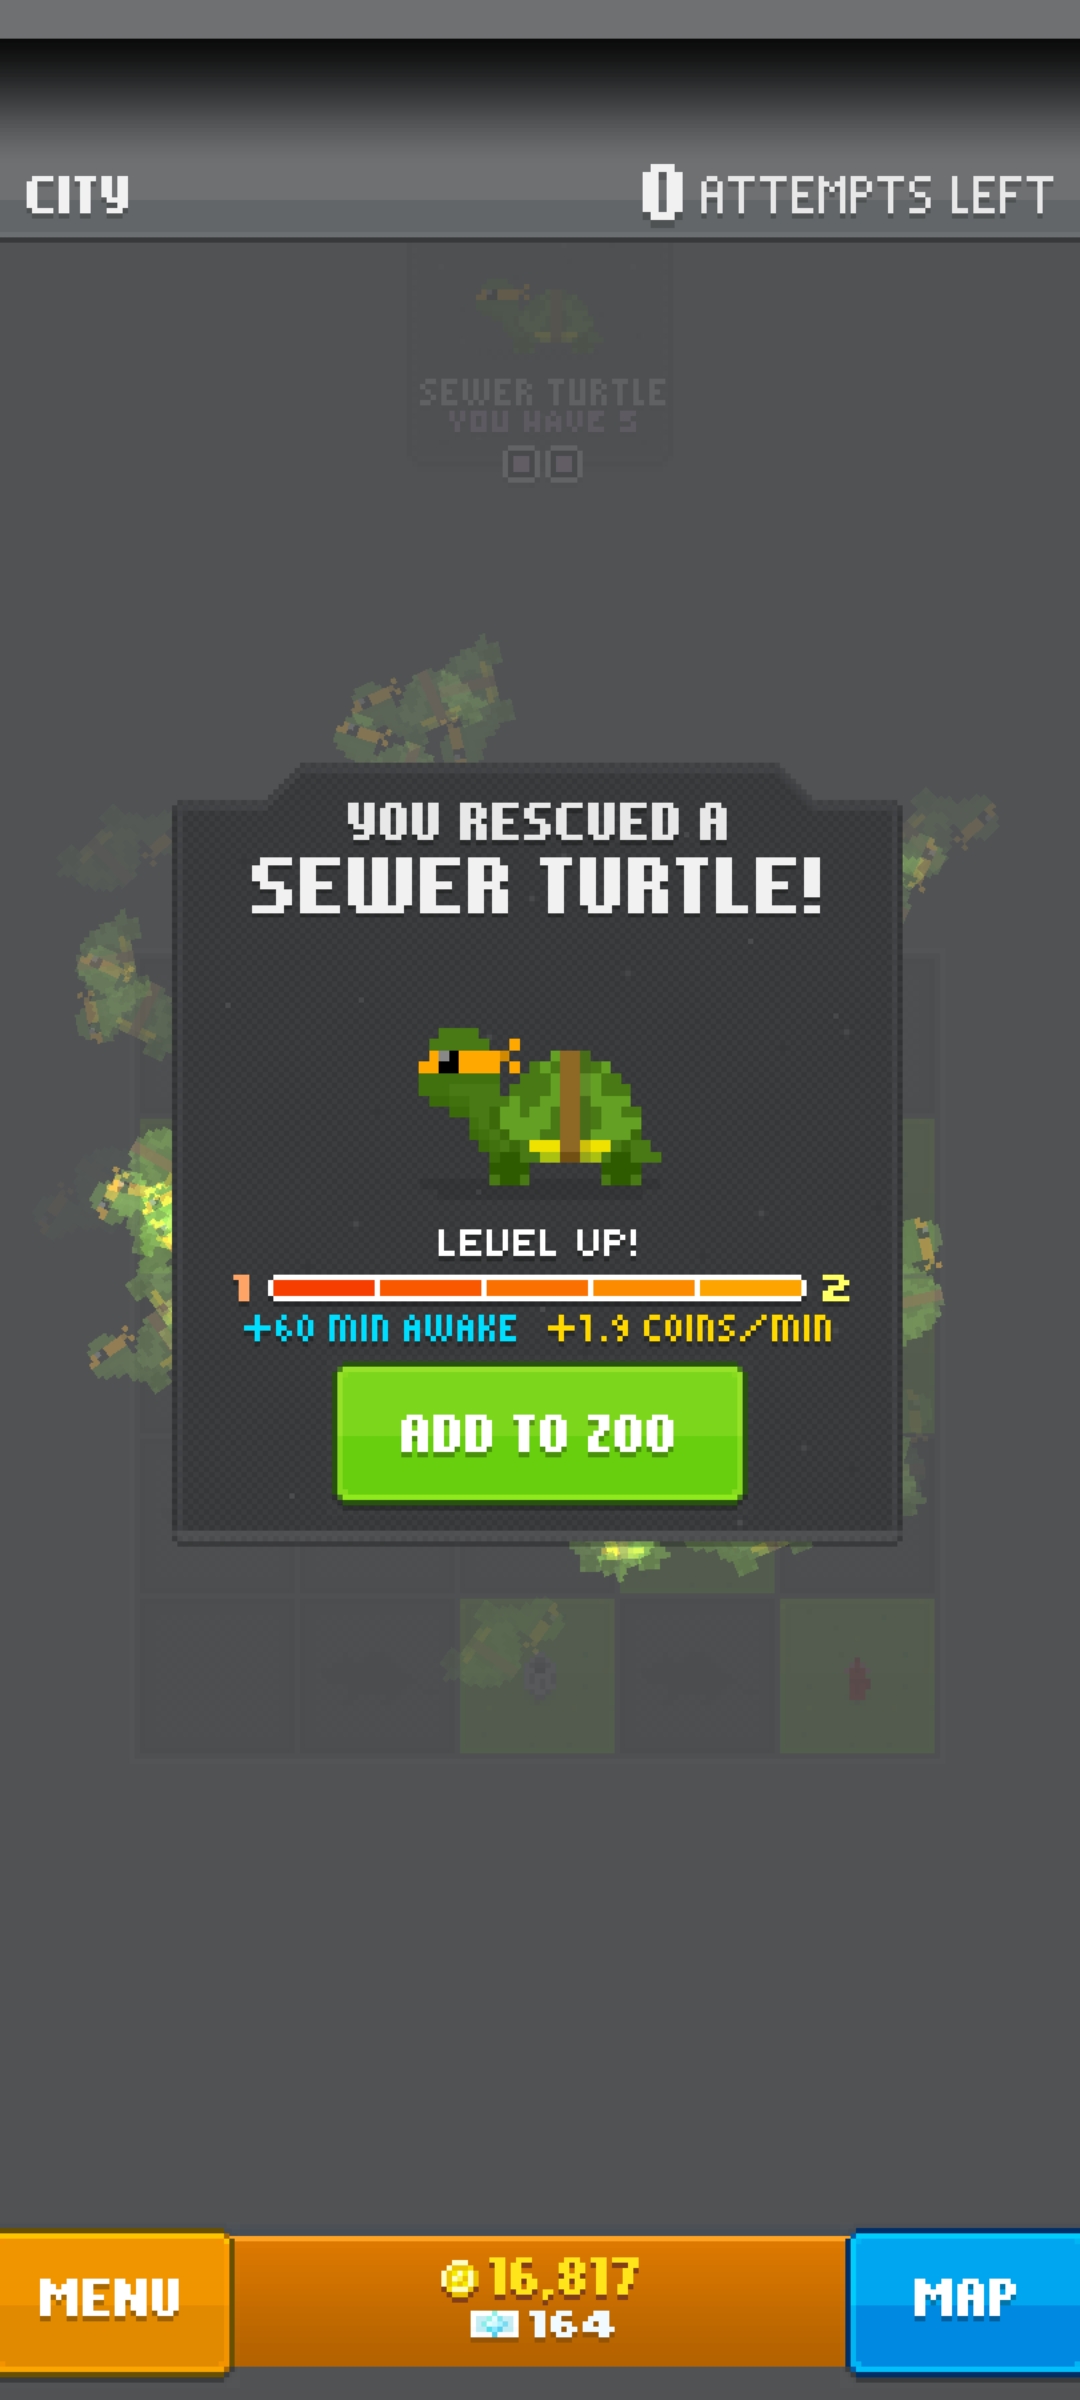 CITY
0 ATTEMPTS LEFT
SEWER TURTLE
YOU HAVE 5
YOU RESCUED A
SEWER TURTLE!
LEVEL UP!
1 2
+60 MIN AWAKE +1.9 COINS/MIN
ADD TO ZOO
MENU
16,817
164
MAP